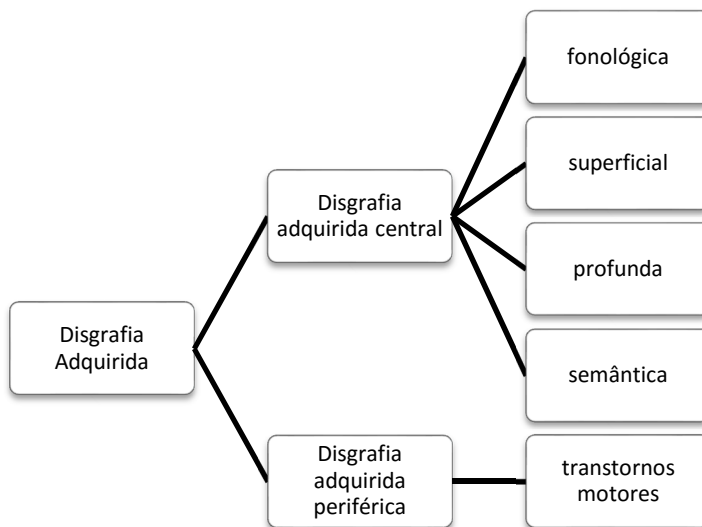 Disgrafia
Adquirida
Disgrafia
adquirida central
fonológica
superficial
profunda
semântica
Disgrafia
adquirida
periférica
transtornos
motores